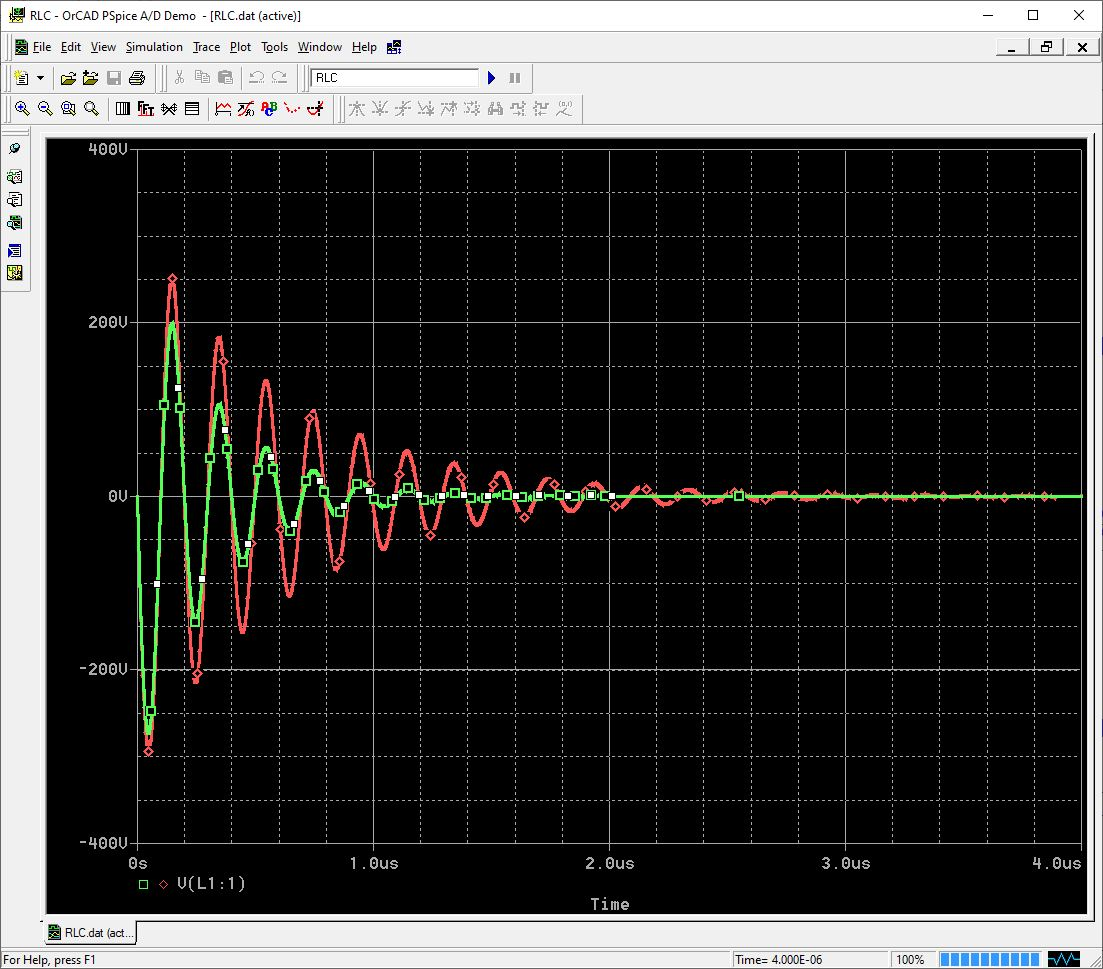 RLC - OrCAD PSpice A/D Demo - [RLC.dat (active)]
File Edit View Simulation Trace Plot Tools Window Help
RLC
400V
200V
0V
-200V
-400V
0s 1.0us 2.0us 3.0us 4.0us
V(L1:1)
Time
RLC.dat (act...
For Help, press F1 Time= 4.000E-06 100%